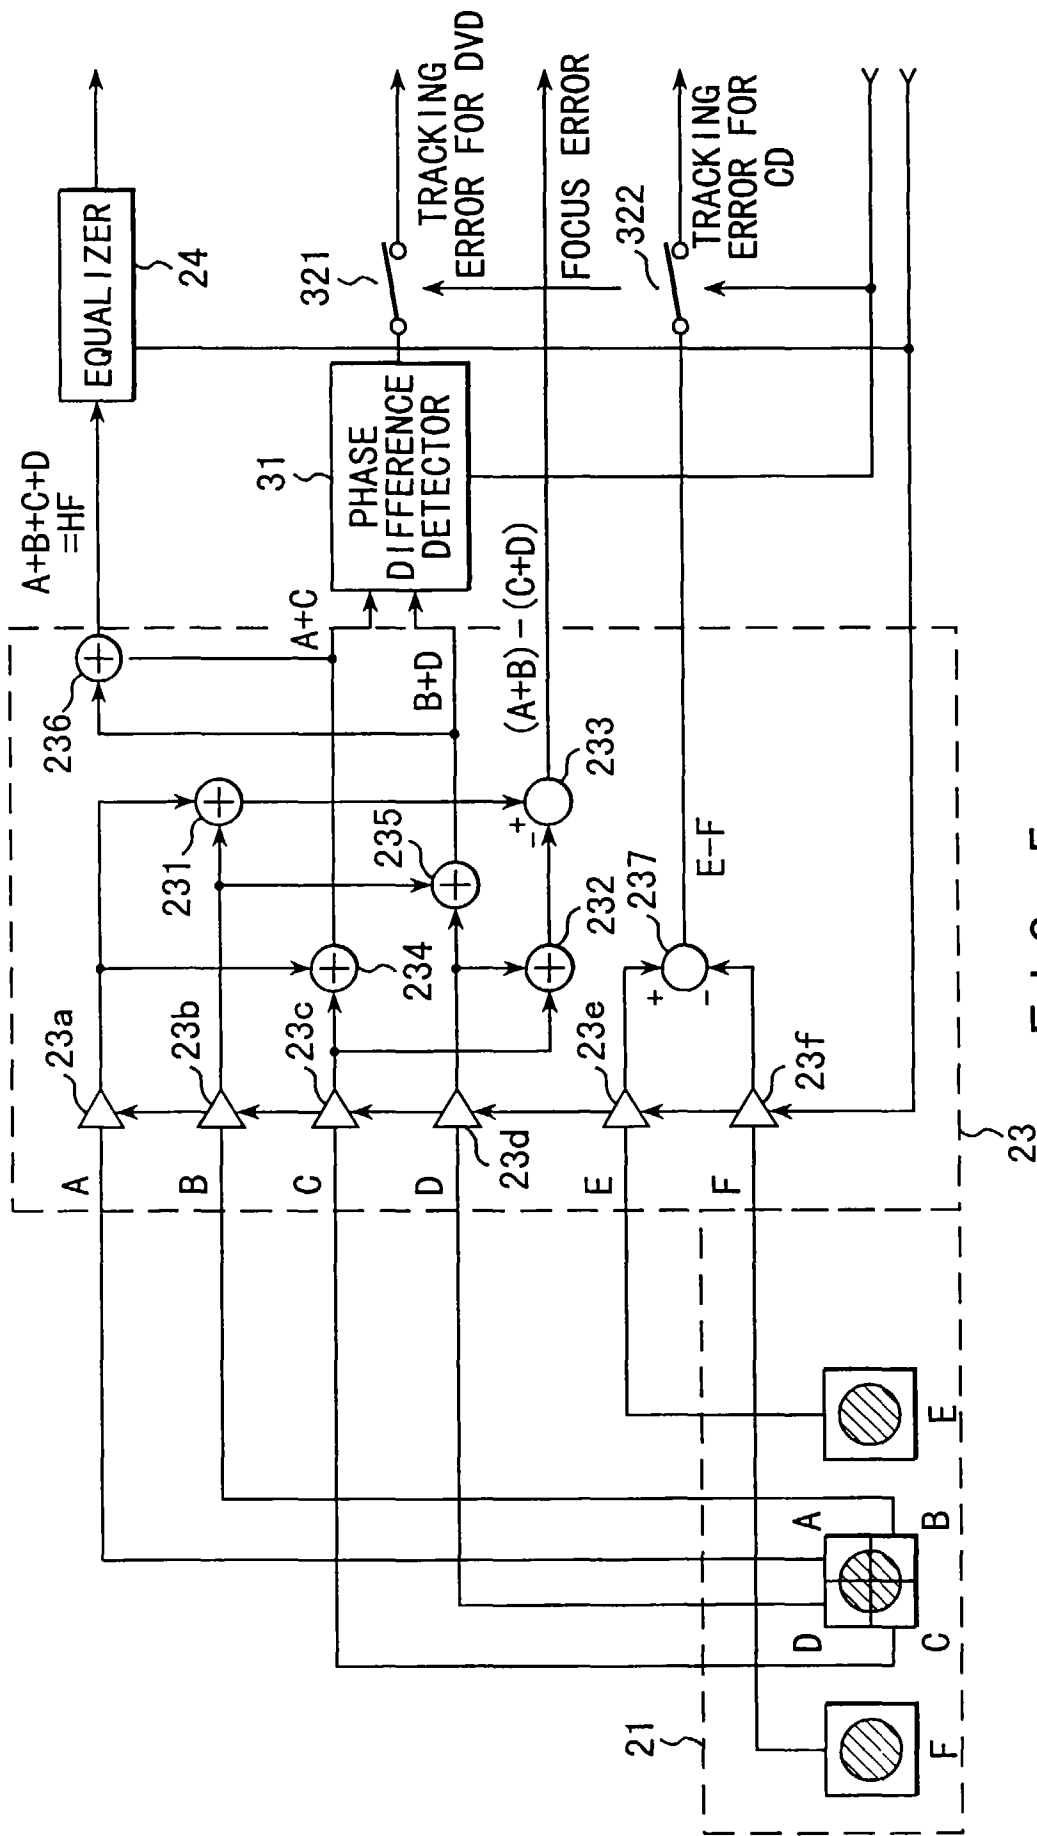 A+B+C+D
=HF
EQUALIZER
24
236
A+C
B+D
31
PHASE
DIFFERENCE
DETECTOR
321
TRACKING
ERROR FOR DVD
(A+B)-(C+D)
FOCUS ERROR
322
TRACKING
ERROR FOR
CD
E-F
A
23a
231
B
23b
235
C
23c
234
D
23d
232
+
-
233
E
23e
+
-
237
F
23f
23
21
F
D
A
C
B
E